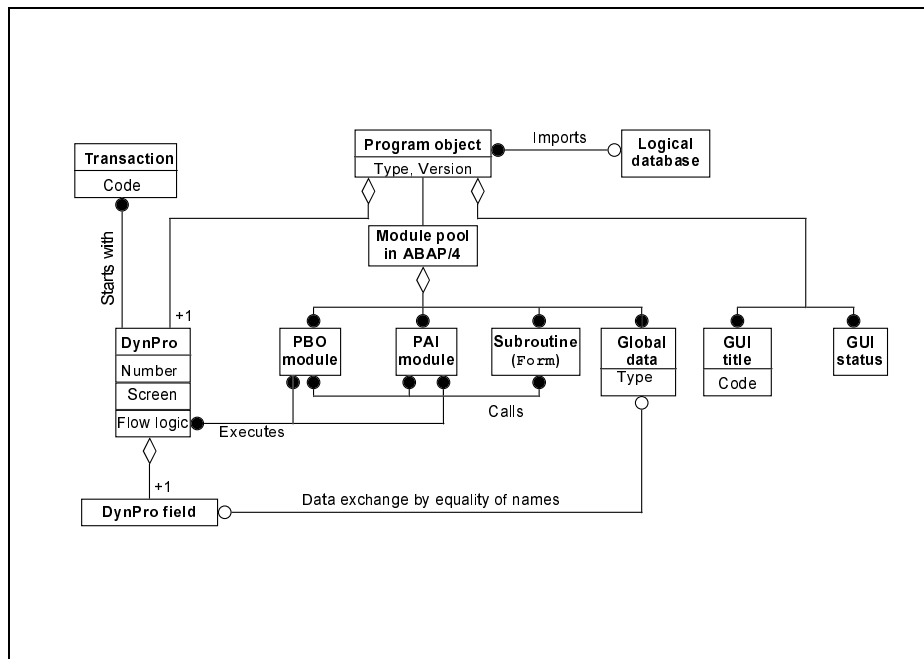 Transaction
Code
Program object
Type, Version
Imports
Logical
database
Module pool
in ABAP/4
Starts with
+1
DynPro
Number
Screen
Flow logic
PBO
module
PAI
module
Subroutine
(Form)
Global
data
Type
GUI
title
Code
GUI
status
Calls
Executes
+1
DynPro field
Data exchange by equality of names